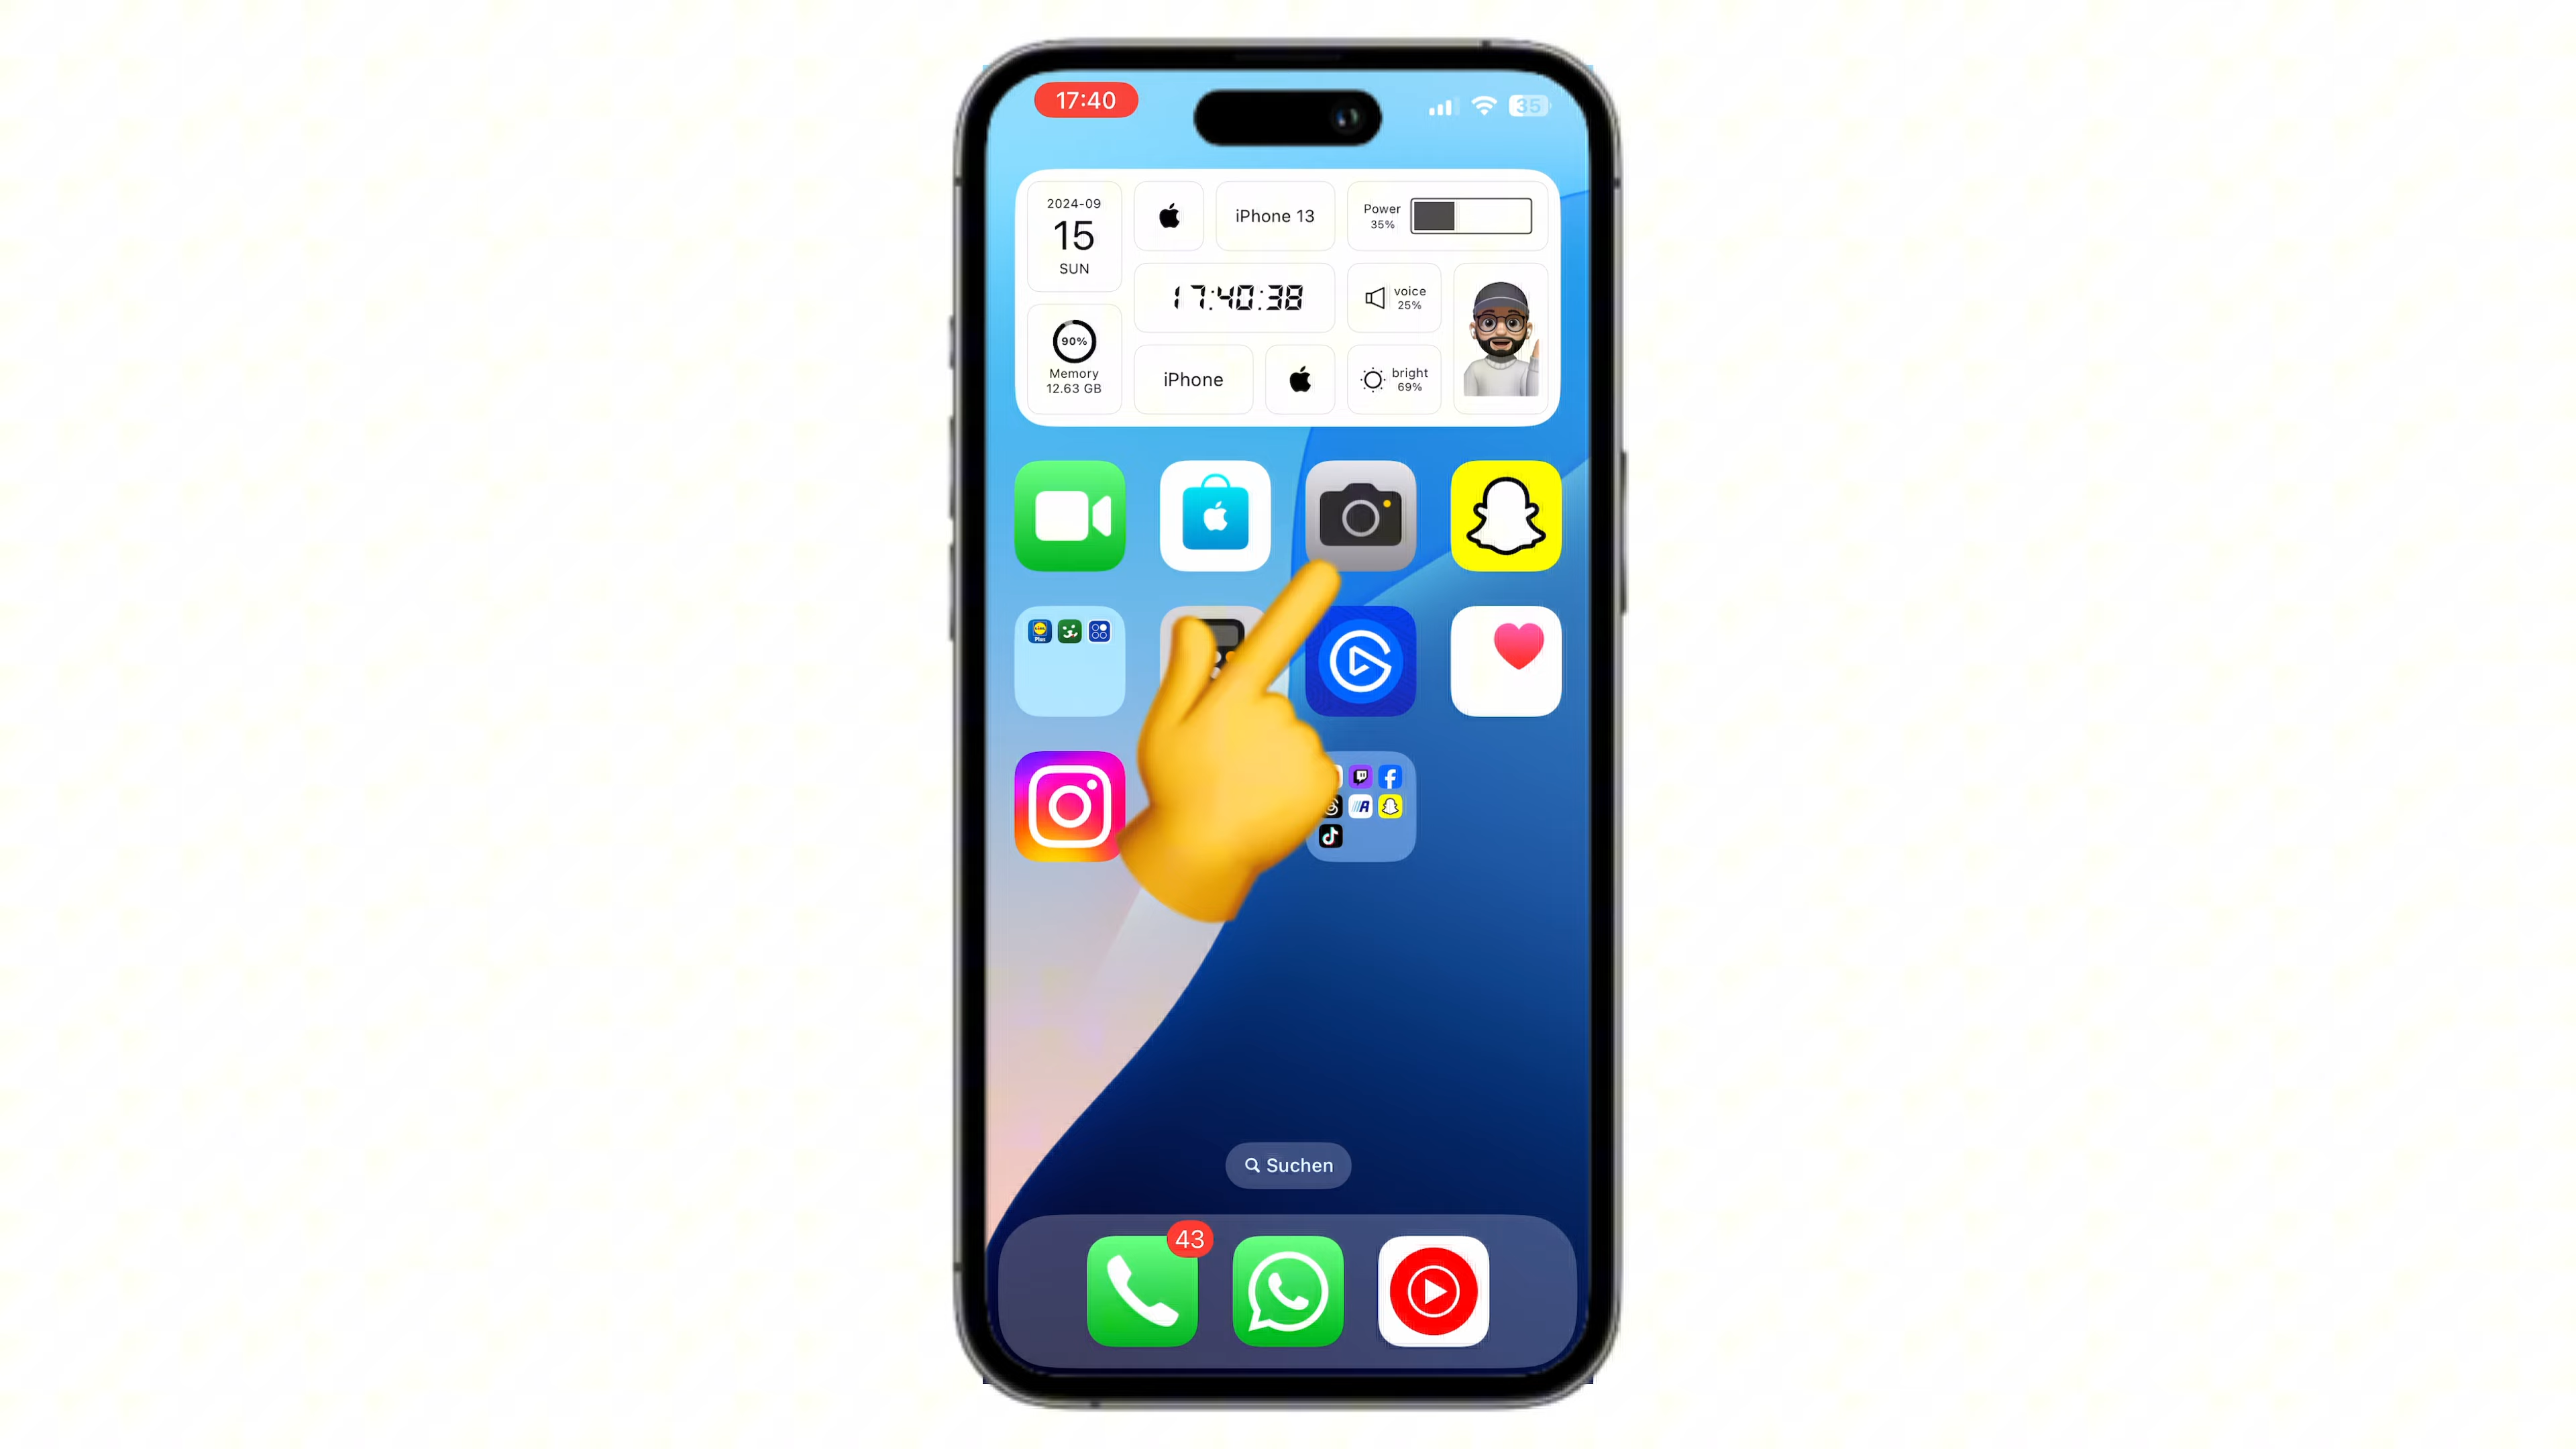 17:40
35
2024-09
15
SUN
iPhone 13
Power
35%
17:40:38
voice
25%
90%
Memory
12.63 GB
iPhone
bright
69%
Suchen
43